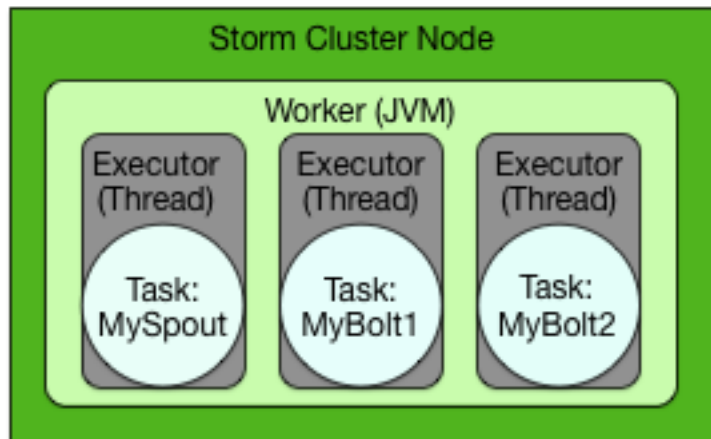 Storm Cluster Node
Worker (JVM)
Executor
(Thread)
Task:
MySpout
Executor
(Thread)
Task:
MyBolt1
Executor
(Thread)
Task:
MyBolt2